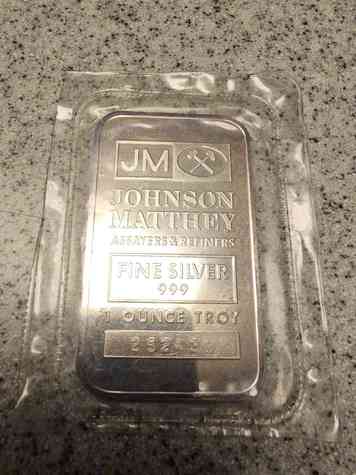 JM
JOHNSON
MATTHEY
ASSAYERS & REFINERS
FINE SILVER
999
1 OUNCE TROY